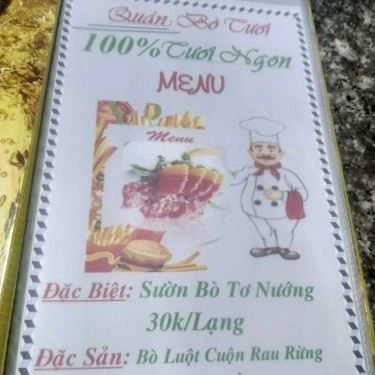 Quán: Bò Tươi
100% Tươi Ngon
MENU
Menu
Đặc Biệt: Sườn Bò Tơ Nướng
30k/Lạng
Đặc Sản: Bò Luột Cuộn Rau Rừng